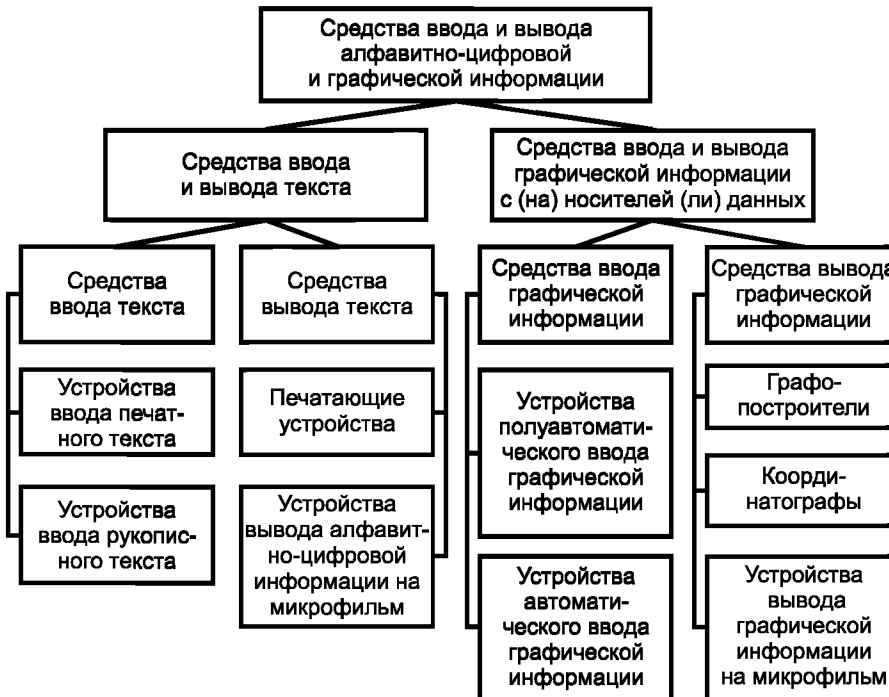 Средства ввода и вывода
алфавитно-цифровой
и графической информации
Средства ввода
и вывода текста
Средства ввода и вывода
графической информации
с (на) носителей (ли) данных
Средства
ввода текста
Средства
вывода текста
Средства ввода
графической
информации
Средства вывода
графической
информации
Устройства
ввода печат-
ного текста
Печатающие
устройства
Устройства
полуавтомати-
ческого ввода
графической
информации
Графо-
построители
Коорди-
натографы
Устройства
ввода рукопис-
ного текста
Устройства
вывода алфавит-
но-цифровой
информации на
микрофильм
Устройства
автомати-
ческого ввода
графической
информации
Устройства
вывода
графической
информации
на микрофильм